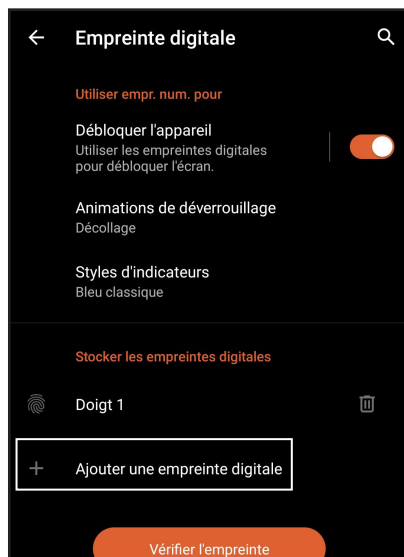 Empreinte digitale
Utiliser empr. num. pour
Débloquer l'appareil
Utiliser les empreintes digitales
pour débloquer l'écran.
Animations de déverrouillage
Décollage
Styles d'indicateurs
Bleu classique
Stocker les empreintes digitales
Doigt 1
Ajouter une empreinte digitale
Vérifier l'empreinte